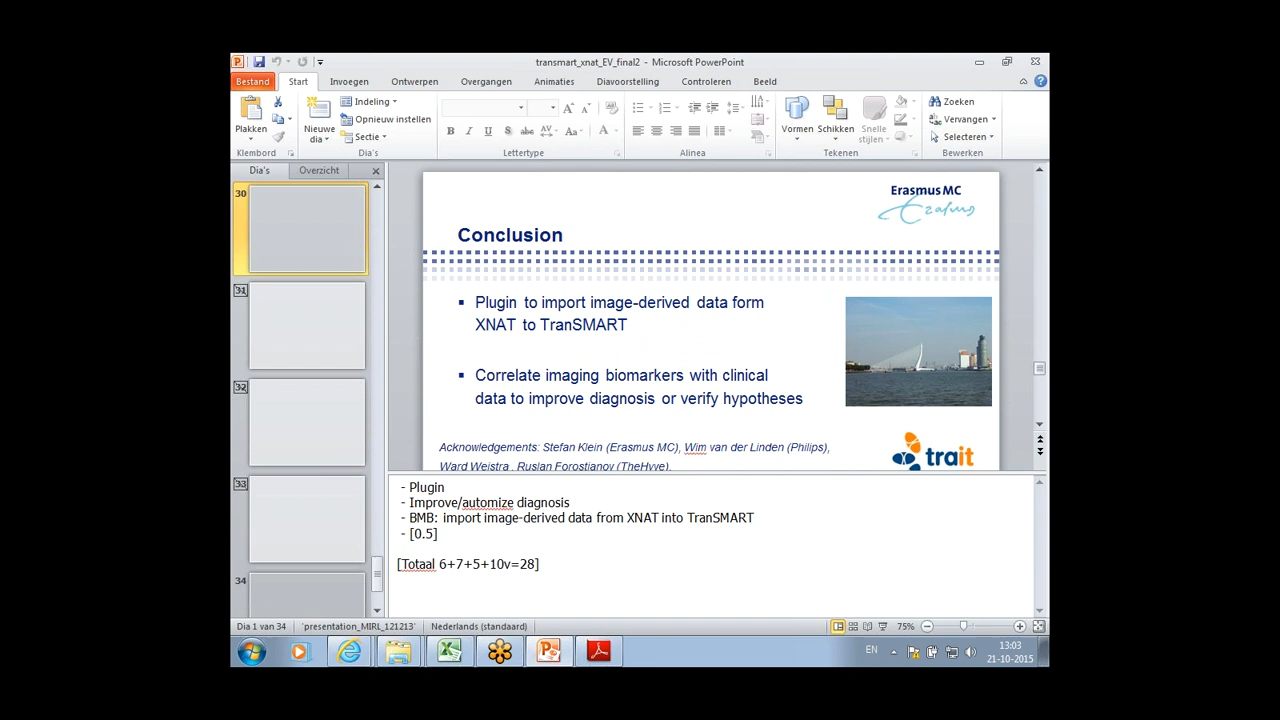 transmart_xnat_EV_final2 - Microsoft PowerPoint
Bestand Start Invoegen Ontwerpen Overgangen Animaties Diavoorstelling Controleren Beeld
Plakken
Klembord
Nieuwe
dia
Indeling
Opnieuw instellen
Sectie
Dia's
B I U S abc AV Aa A
Lettertype
Alinea
Vormen
Schikken
Snelle
stijlen
Tekenen
Zoeken
Vervangen
Selecteren
Bewerken
Dia's Overzicht
30
31
32
33
34
Erasmus MC
Erasmus
Conclusion
Plugin to import image-derived data form
XNAT to TranSMART
Correlate imaging biomarkers with clinical
data to improve diagnosis or verify hypotheses
Acknowledgements: Stefan Klein (Erasmus MC), Wim van der Linden (Philips),
Ward Weistra , Ruslan Forostianov (TheHyve),
trait
- Plugin
- Improve/automize diagnosis
- BMB: import image-derived data from XNAT into TranSMART
- [0.5]
[Totaal 6+7+5+10v=28]
Dia 1 van 34 'presentation_MIRL_121213' Nederlands (standaard) 75%
EN
13:03
21-10-2015